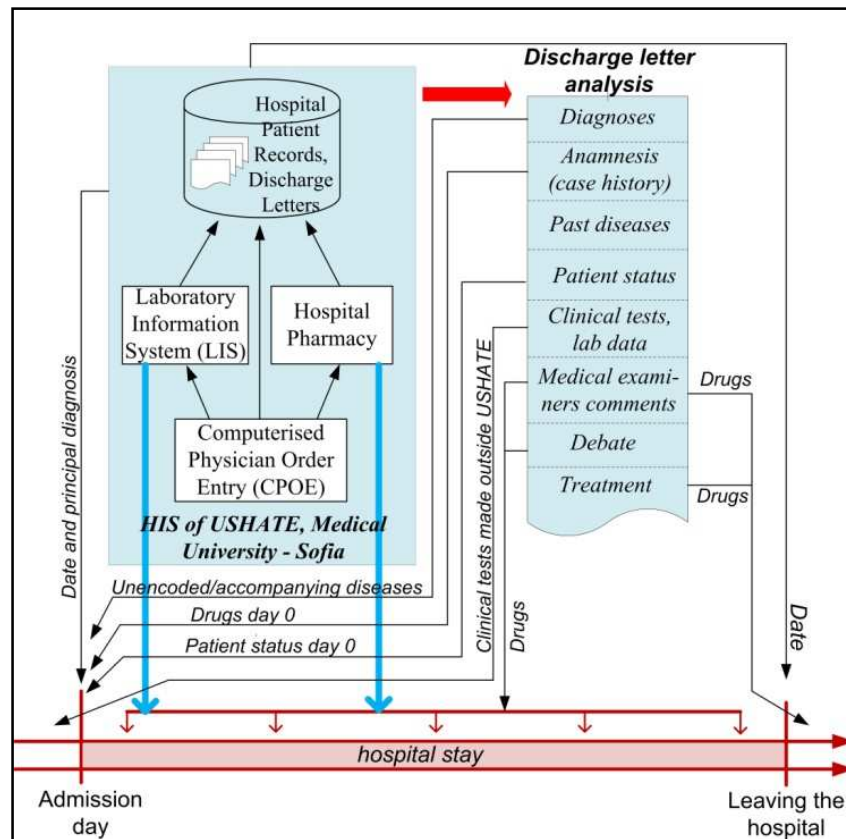 Discharge letter
analysis
Hospital
Patient
Records,
Discharge
Letters
Laboratory
Information
System (LIS)
Hospital
Pharmacy
Computerised
Physician Order
Entry (CPOE)
HIS of USHATE, Medical
University - Sofia
Diagnoses
Anamnesis
(case history)
Past diseases
Patient status
Clinical tests,
lab data
Medical exami-
ners comments
Debate
Treatment
Drugs
Drugs
Date and principal diagnosis
Clinical tests made outside USHATE
Drugs
Date
Unencoded/accompanying diseases
Drugs day 0
Patient status day 0
hospital stay
Admission
day
Leaving the
hospital